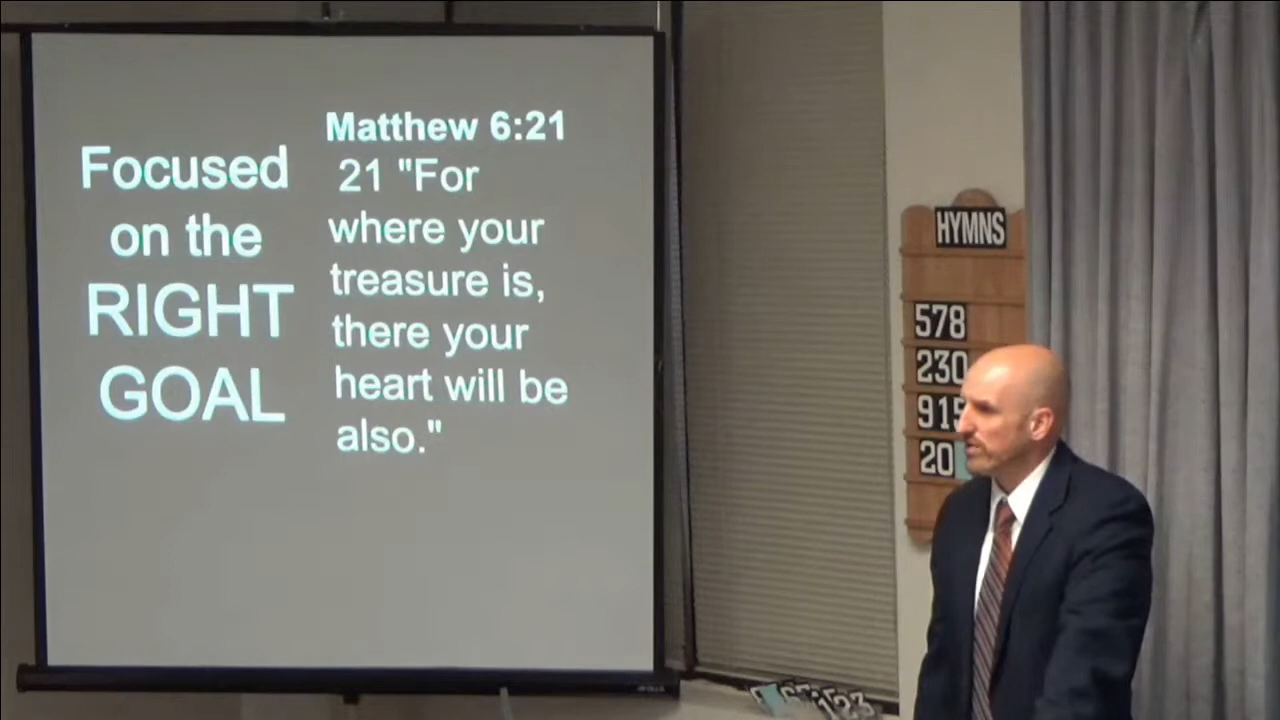 Focused
on the
RIGHT
GOAL
Matthew 6:21
21 "For
where your
treasure is,
there your
heart will be
also."
HYMNS
578
230
915
20